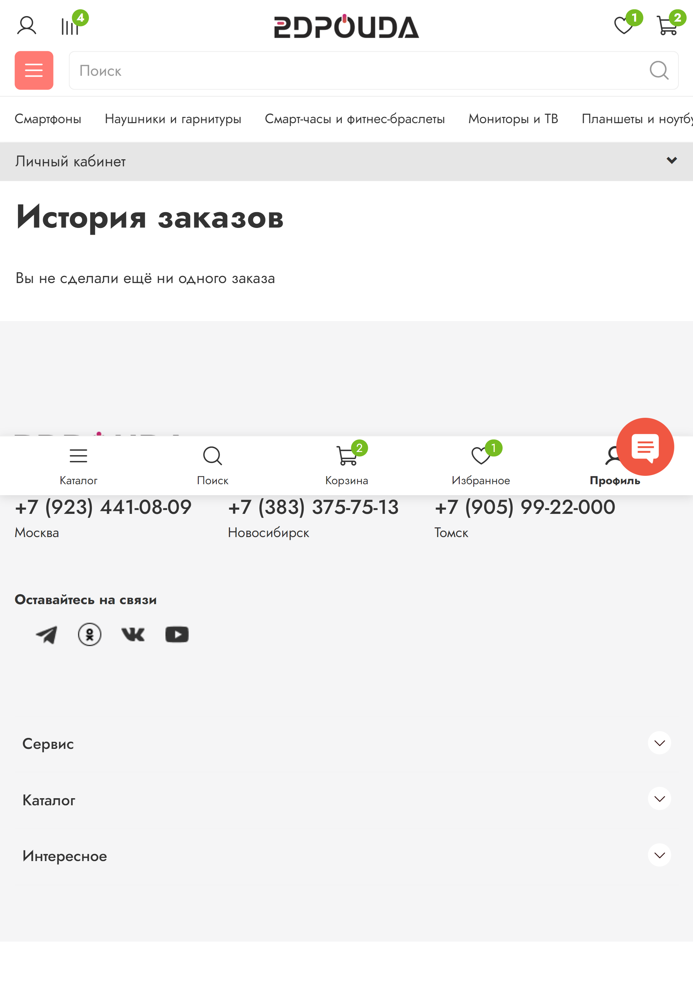 4
2DPOUDA
1
2
Поиск
Смартфоны Наушники и гарнитуры Смарт-часы и фитнес-браслеты Мониторы и ТВ Планшеты и ноутбу
Личный кабинет
История заказов
Вы не сделали ещё ни одного заказа
2
1
Каталог Поиск Корзина Избранное Профиль
+7 (923) 441-08-09 +7 (383) 375-75-13 +7 (905) 99-22-000
Москва Новосибирск Томск
Оставайтесь на связи
Сервис
Каталог
Интересное